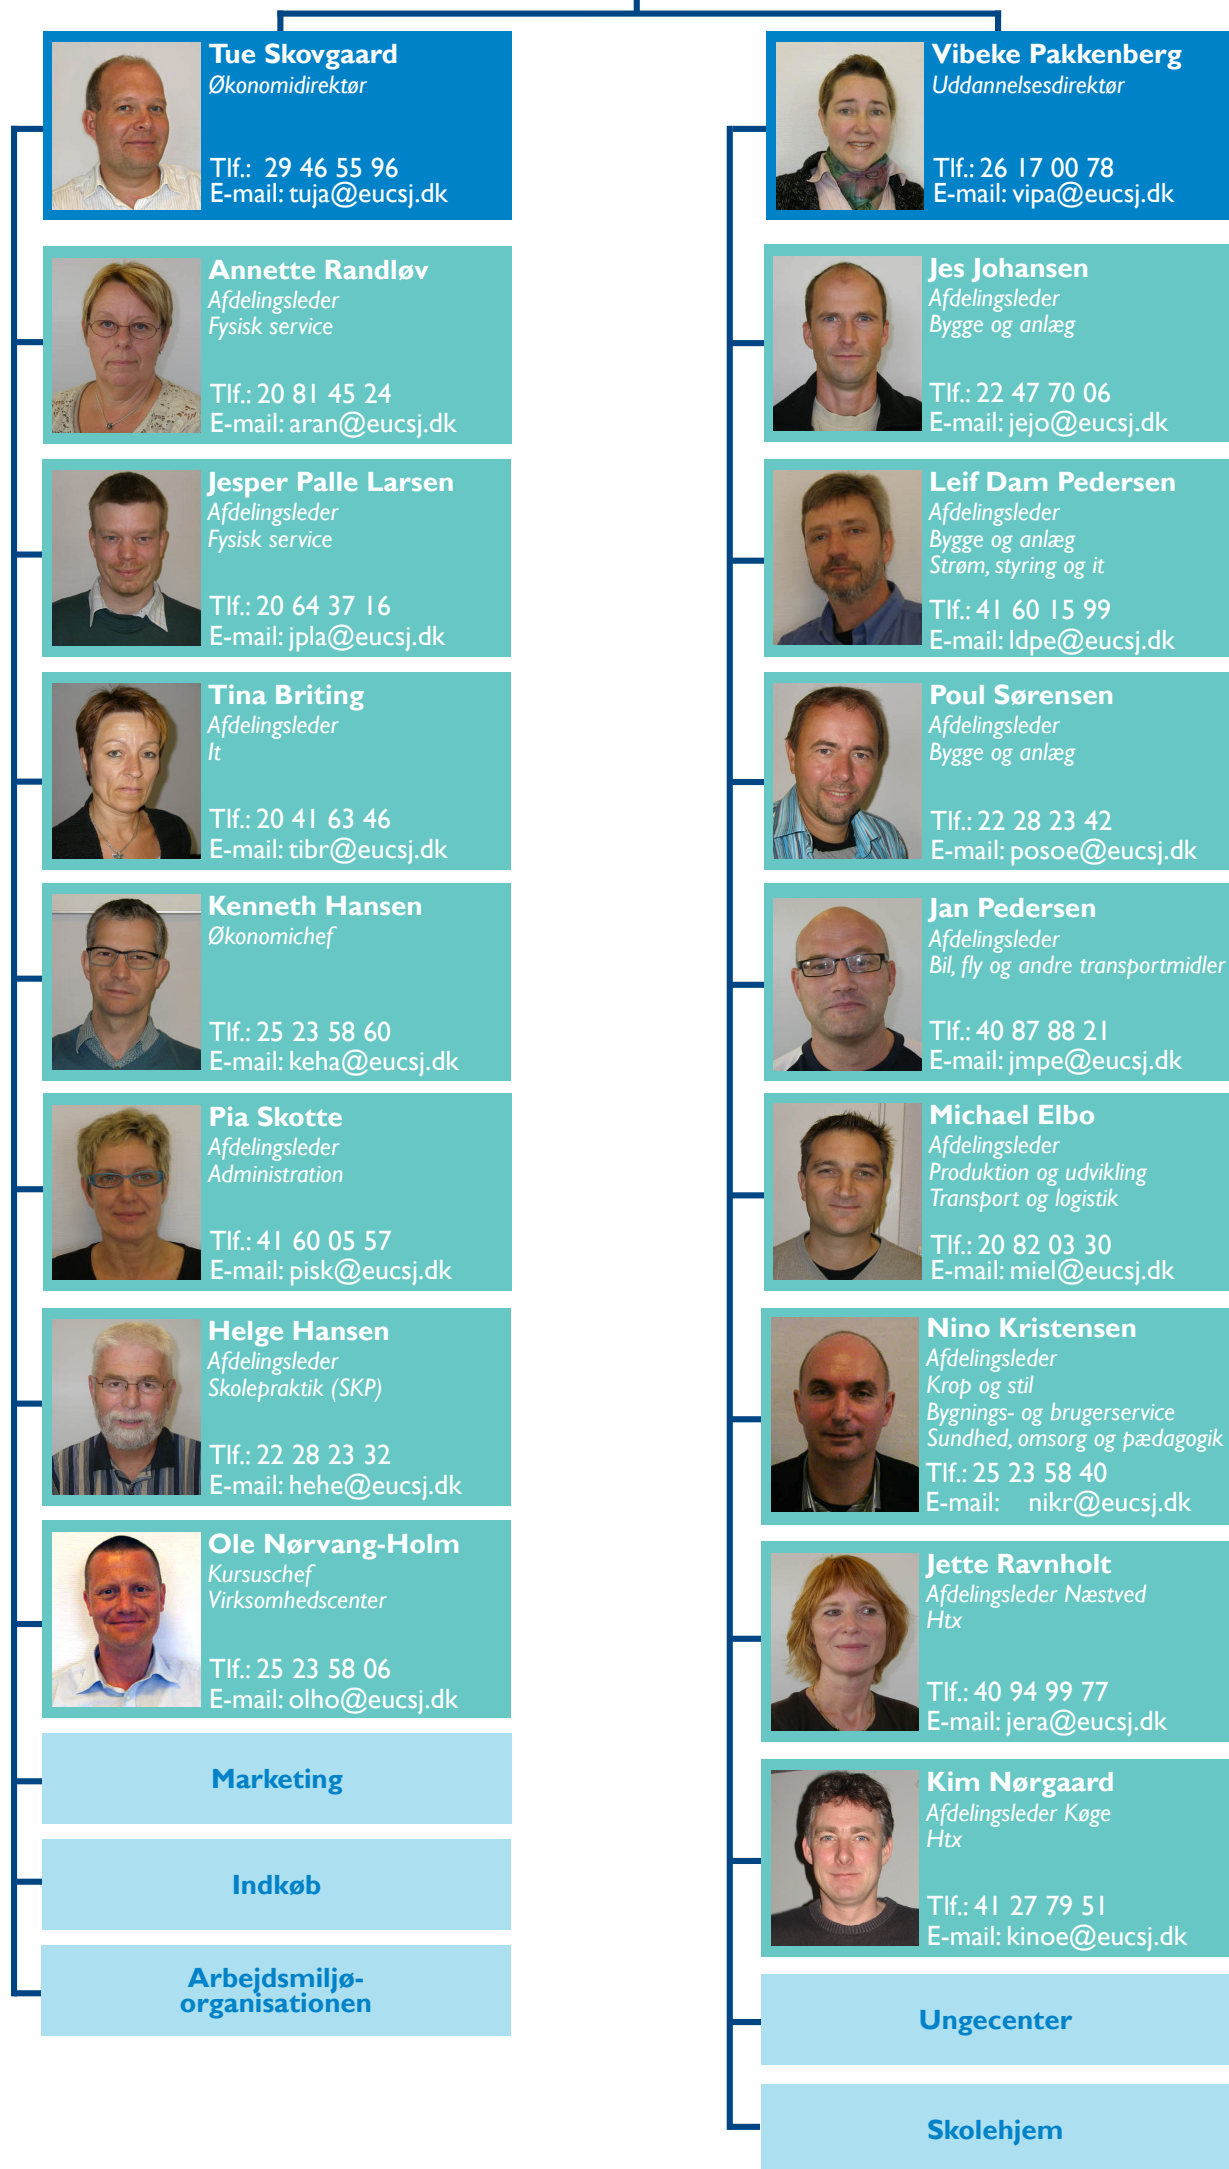 Tue Skovgaard
Økonomidirektør
Tlf.: 29 46 55 96
E-mail: tuja@eucsj.dk
Annette Randløv
Afdelingsleder
Fysisk service
Tlf.: 20 81 45 24
E-mail: aran@eucsj.dk
Jesper Palle Larsen
Afdelingsleder
Fysisk service
Tlf.: 20 64 37 16
E-mail: jpla@eucsj.dk
Tina Briting
Afdelingsleder
It
Tlf.: 20 41 63 46
E-mail: tibr@eucsj.dk
Kenneth Hansen
Økonomichef
Tlf.: 25 23 58 60
E-mail: keha@eucsj.dk
Pia Skotte
Afdelingsleder
Administration
Tlf.: 41 60 05 57
E-mail: pisk@eucsj.dk
Helge Hansen
Afdelingsleder
Skolepraktik (SKP)
Tlf.: 22 28 23 32
E-mail: hehe@eucsj.dk
Ole Nørvang-Holm
Kursuschef
Virksomhedscenter
Tlf.: 25 23 58 06
E-mail: olho@eucsj.dk
Marketing
Indkøb
Arbejdsmiljø-
organisationen
Vibeke Pakkenberg
Uddannelsesdirektør
Tlf.: 26 17 00 78
E-mail: vipa@eucsj.dk
Jes Johansen
Afdelingsleder
Bygge og anlæg
Tlf.: 22 47 70 06
E-mail: jejo@eucsj.dk
Leif Dam Pedersen
Afdelingsleder
Bygge og anlæg
Strøm, styring og it
Tlf.: 41 60 15 99
E-mail: ldpe@eucsj.dk
Poul Sørensen
Afdelingsleder
Bygge og anlæg
Tlf.: 22 28 23 42
E-mail: posoe@eucsj.dk
Jan Pedersen
Afdelingsleder
Bil, fly og andre transportmidler
Tlf.: 40 87 88 21
E-mail: jmpe@eucsj.dk
Michael Elbo
Afdelingsleder
Produktion og udvikling
Transport og logistik
Tlf.: 20 82 03 30
E-mail: miel@eucsj.dk
Nino Kristensen
Afdelingsleder
Krop og stil
Bygnings- og brugerservice
Sundhed, omsorg og pædagogik
Tlf.: 25 23 58 40
E-mail: nikr@eucsj.dk
Jette Ravnholt
Afdelingsleder Næstved
Htx
Tlf.: 40 94 99 77
E-mail: jera@eucsj.dk
Kim Nørgaard
Afdelingsleder Køge
Htx
Tlf.: 41 27 79 51
E-mail: kinoe@eucsj.dk
Ungecenter
Skolehjem